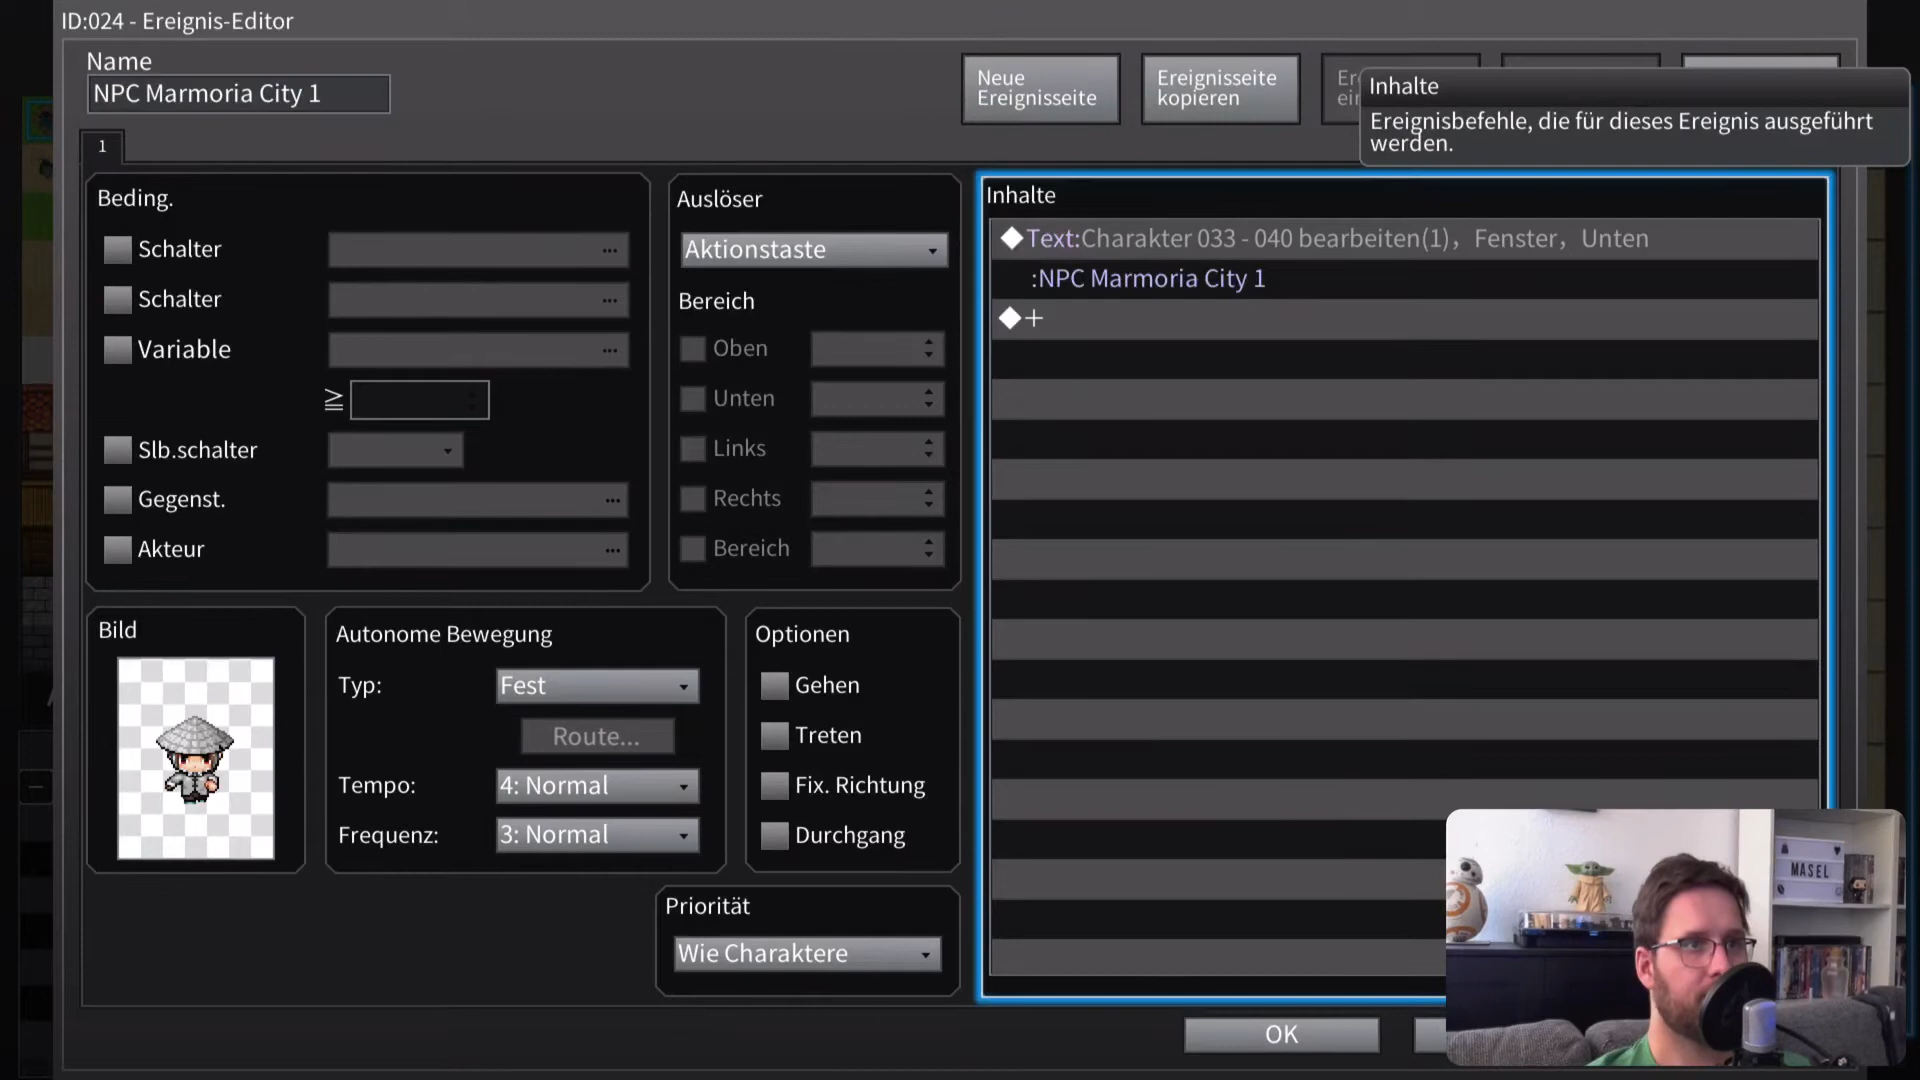 ID:024 - Ereignis-Editor
Name
NPC Marmoria City 1
Neue
Ereignisseite
Ereignisseite
kopieren
Inhalte
Ereignisbefehle, die für dieses Ereignis ausgeführt
werden.
1
Beding.
Schalter ...
Schalter ...
Variable ...
≧
Slb.schalter
Gegenst. ...
Akteur ...
Auslöser
Aktionstaste
Bereich
Oben
Unten
Links
Rechts
Bereich
Inhalte
◆Text:Charakter 033 - 040 bearbeiten(1), Fenster, Unten
:NPC Marmoria City 1
◆+
Bild
Autonome Bewegung
Typ: Fest
Route...
Tempo: 4: Normal
Frequenz: 3: Normal
Optionen
Gehen
Treten
Fix. Richtung
Durchgang
Priorität
Wie Charaktere
OK
MASEL